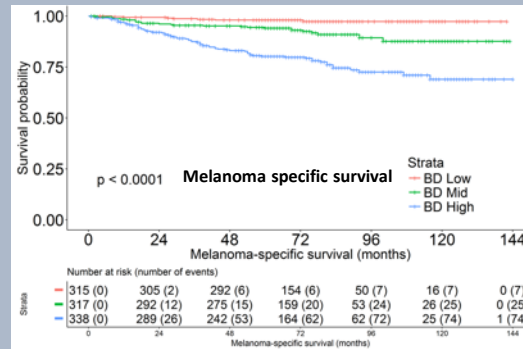 1.00
0.75
0.50
0.25
0.00
Survival probability
p < 0.0001
Melanoma specific survival
Strata
BD Low
BD Mid
BD High
0 24 48 72 96 120 144
Melanoma-specific survival (months)
Number at risk (number of events)
Strata
315 (0) 305 (2) 292 (6) 154 (6) 50 (7) 16 (7) 0 (7)
317 (0) 292 (12) 275 (15) 159 (20) 53 (24) 26 (25) 0 (25
338 (0) 289 (26) 242 (53) 164 (62) 62 (72) 25 (74) 1 (74
0 24 48 72 96 120 144
Melanoma-specific survival (months)